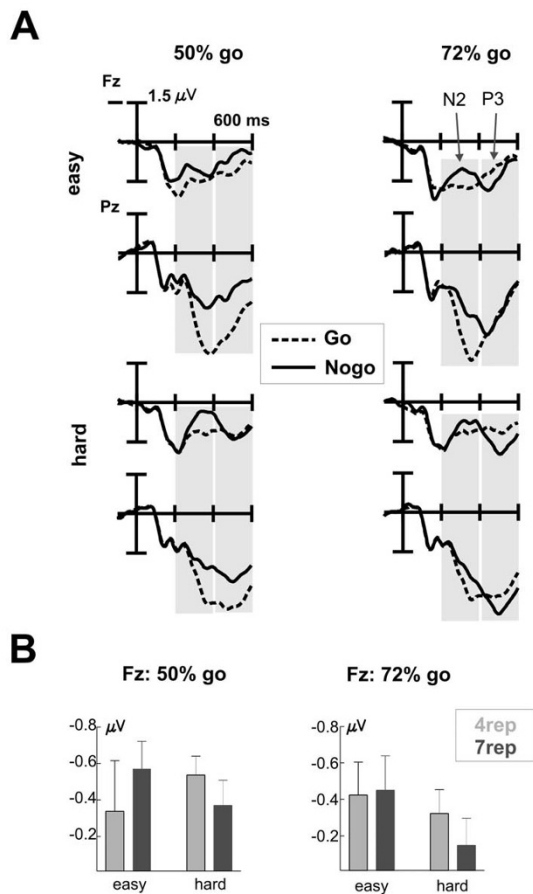 A
50% go
72% go
Fz
1.5 μV
600 ms
N2
P3
easy
Pz
Go
Nogo
hard
B
Fz: 50% go
Fz: 72% go
-0.8
μV
-0.6
-0.4
-0.2
easy
hard
-0.8
μV
-0.6
-0.4
-0.2
easy
hard
4rep
7rep